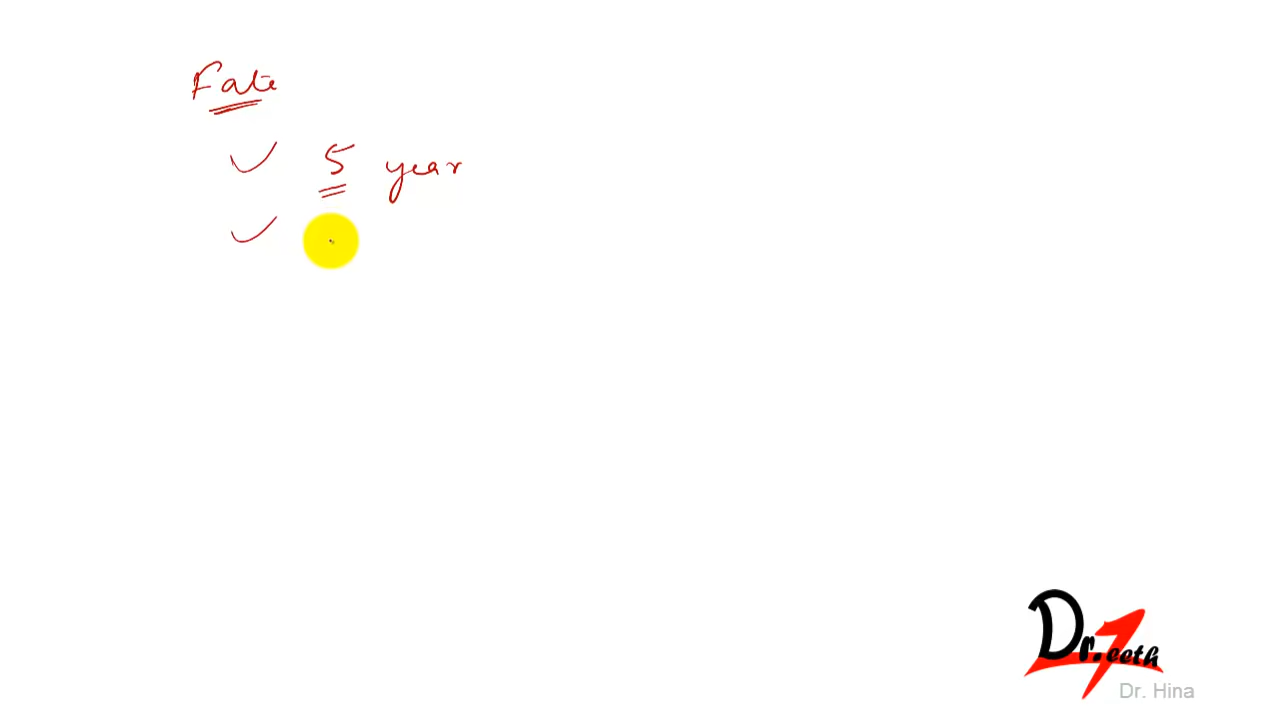 Fate
✓ 5 year
✓
Dr. Teeth
Dr. Hina